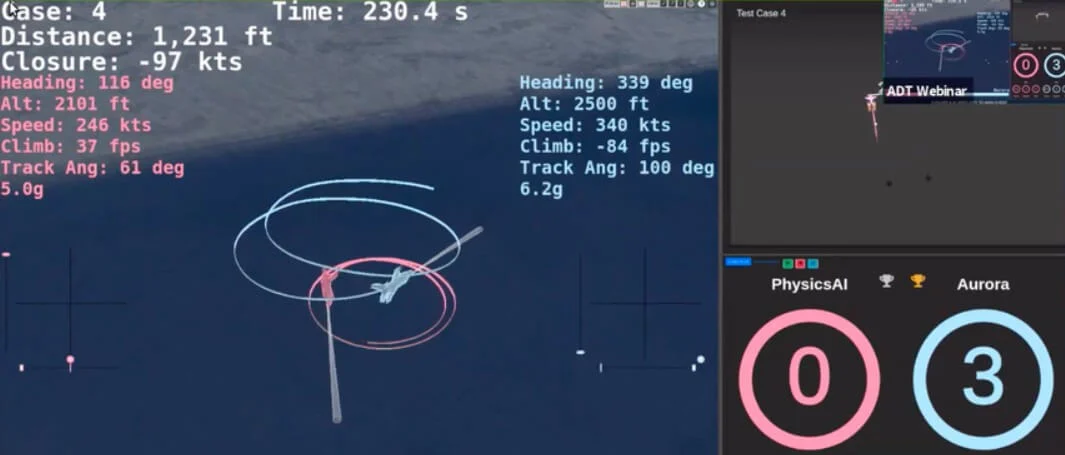 Case: 4
Time: 230.4 s
Distance: 1,231 ft
Closure: -97 kts
Heading: 116 deg
Alt: 2101 ft
Speed: 246 kts
Climb: 37 fps
Track Ang: 61 deg
5.0g
Heading: 339 deg
Alt: 2500 ft
Speed: 340 kts
Climb: -84 fps
Track Ang: 100 deg
6.2g
Test Case 4
ADT Webinar
0
3
PhysicsAI
Aurora
0
3